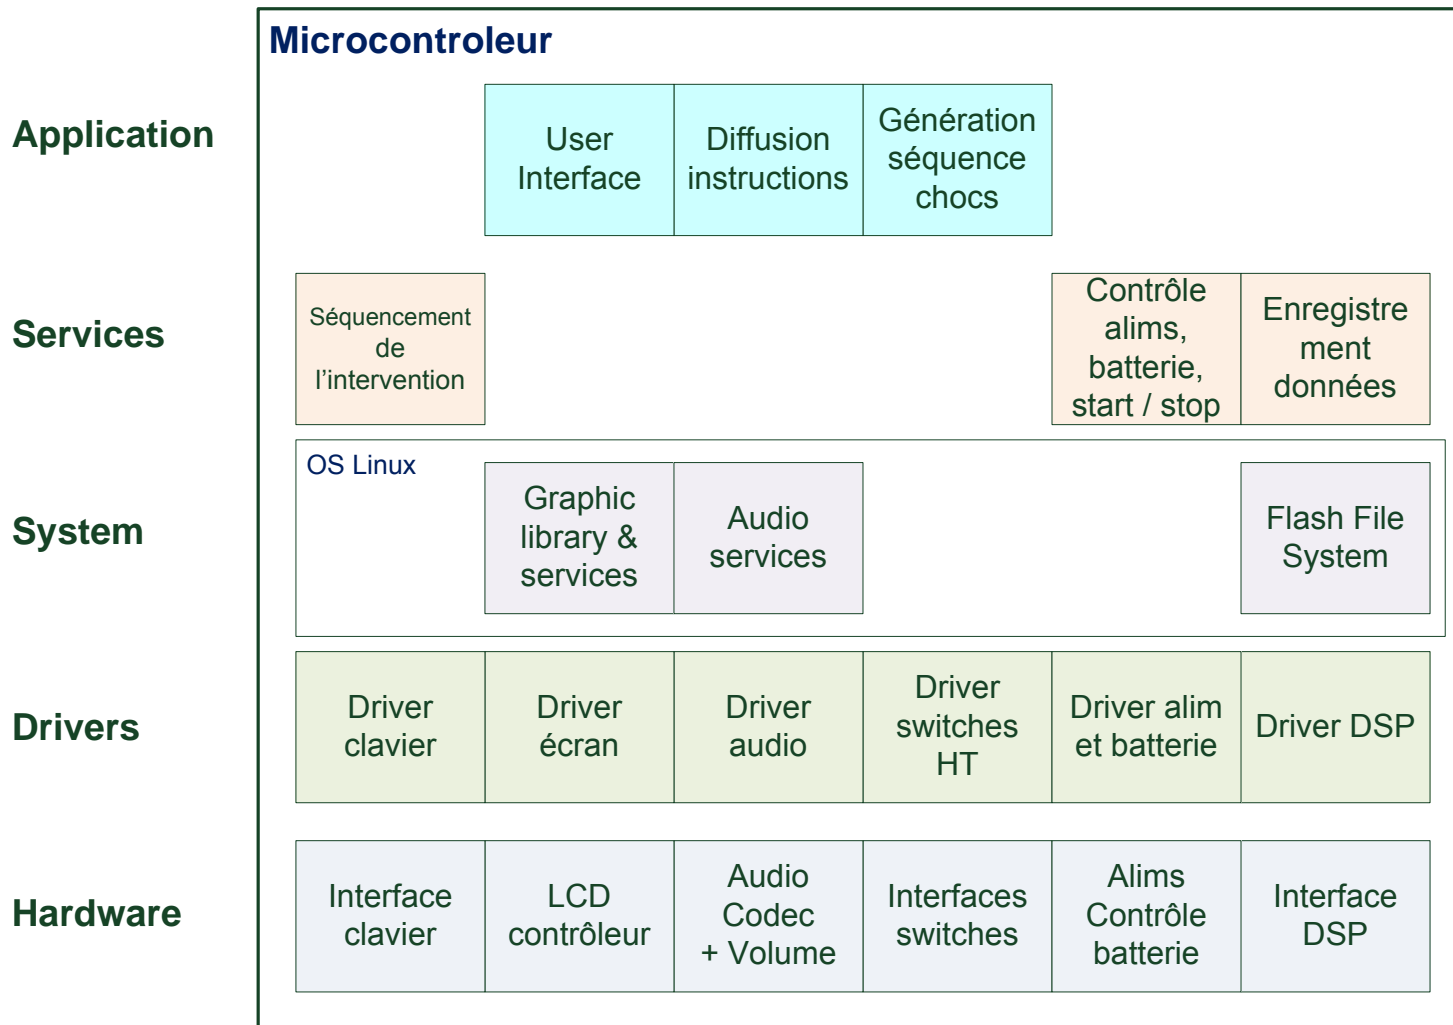 Microcontroleur
Application
User
Interface
Diffusion
instructions
Génération
séquence
chocs
Services
Séquencement
de
l’intervention
Contrôle
alims,
batterie,
start / stop
Enregistre
ment
données
OS Linux
System
Graphic
library &
services
Audio
services
Flash File
System
Drivers
Driver
clavier
Driver
écran
Driver
audio
Driver
switches
HT
Driver alim
et batterie
Driver DSP
Hardware
Interface
clavier
LCD
contrôleur
Audio
Codec
+ Volume
Interfaces
switches
Alims
Contrôle
batterie
Interface
DSP